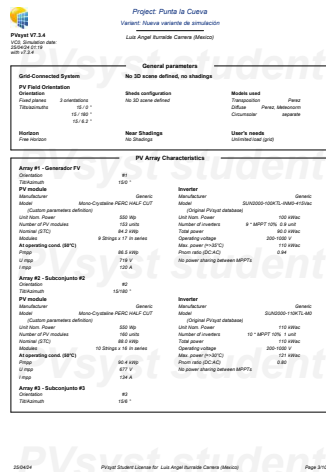 Project: Punta la Cueva
Variant: Nueva variante de simulación
PVsyst V7.3.4
VC0, Simulation date:
25/04/24 01:19
with v7.3.4
Luis Angel Iturralde Carrera (Mexico)
General parameters
Grid-Connected System No 3D scene defined, no shadings
PV Field Orientation
Orientation Sheds configuration Models used
Fixed planes 3 orientations No 3D scene defined Transposition Perez
Tilts/azimuths 15 / 0 ° Diffuse Perez, Meteonorm
15 / 180 ° Circumsolar separate
15 / 6.2 °
Horizon Near Shadings User's needs
Free Horizon No Shadings Unlimited load (grid)
PV Array Characteristics
Array #1 - Generador FV
Orientation #1
Tilt/Azimuth 15/0 °
PV module Inverter
Manufacturer Generic Manufacturer Generic
Model Mono-Crystaline PERC HALF CUT Model SUN2000-100KTL-INM0-415Vac
(Custom parameters definition) (Original PVsyst database)
Unit Nom. Power 550 Wp Unit Nom. Power 100 kWac
Number of PV modules 153 units Number of inverters 9 * MPPT 10% 0.9 unit
Nominal (STC) 84.2 kWp Total power 90.0 kWac
Modules 9 Strings x 17 In series Operating voltage 200-1000 V
At operating cond. (50°C) Max. power (=>35°C) 110 kWac
Pmpp 86.5 kWp Pnom ratio (DC:AC) 0.94
U mpp 719 V No power sharing between MPPTs
I mpp 120 A
Array #2 - Subconjunto #2
Orientation #2
Tilt/Azimuth 15/180 °
PV module Inverter
Manufacturer Generic Manufacturer Generic
Model Mono-Crystaline PERC HALF CUT Model SUN2000-110KTL-M0
(Custom parameters definition) (Original PVsyst database)
Unit Nom. Power 550 Wp Unit Nom. Power 110 kWac
Number of PV modules 160 units Number of inverters 10 * MPPT 10% 1 unit
Nominal (STC) 88.0 kWp Total power 110 kWac
Modules 10 Strings x 16 In series Operating voltage 200-1000 V
At operating cond. (50°C) Max. power (=>35°C) 121 kWac
Pmpp 90.4 kWp Pnom ratio (DC:AC) 0.80
U mpp 677 V No power sharing between MPPTs
I mpp 134 A
Array #3 - Subconjunto #3
Orientation #3
Tilt/Azimuth 15/6 °
25/04/24 PVsyst Student License for Luis Angel Iturralde Carrera (Mexico) Page 3/10